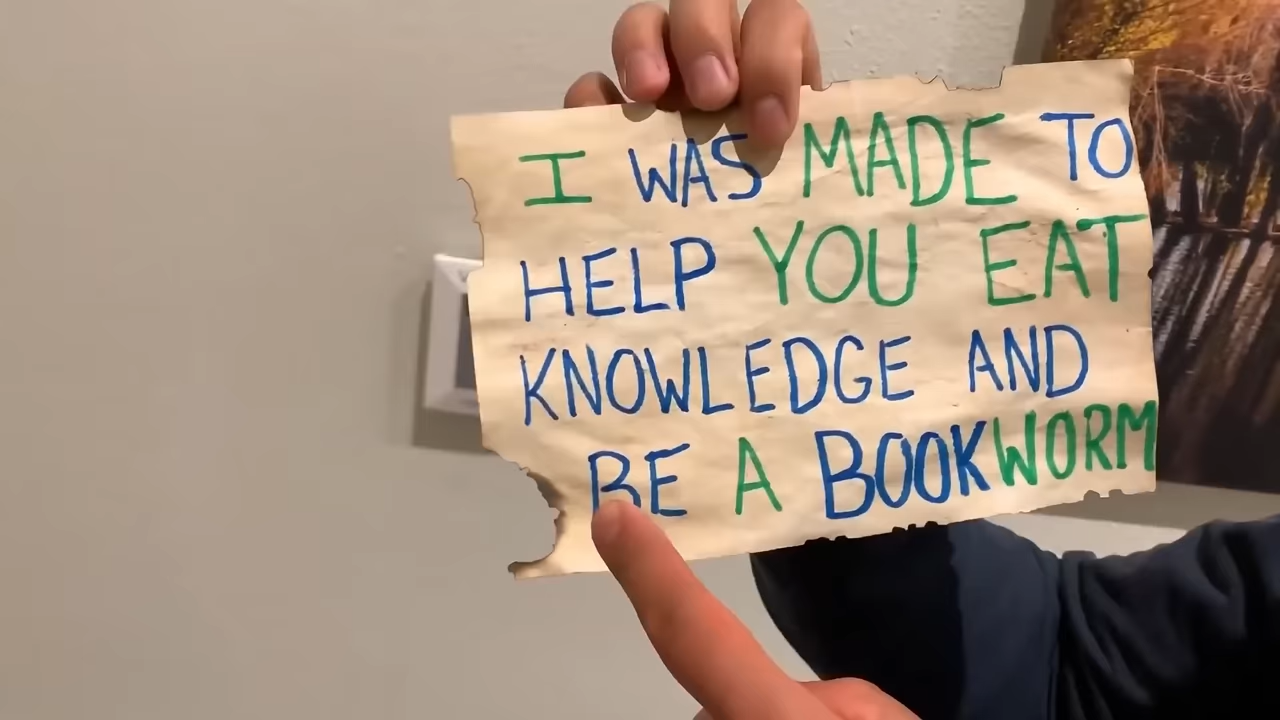 I WAS MADE TO
HELP YOU EAT
KNOWLEDGE AND
BE A BOOKWORM